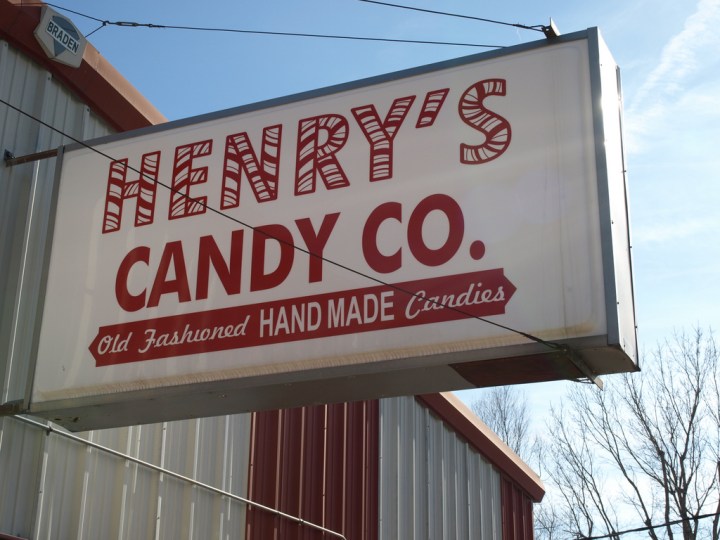 BRADEN
HENRY'S
CANDY CO.
Old Fashioned HAND MADE Candies